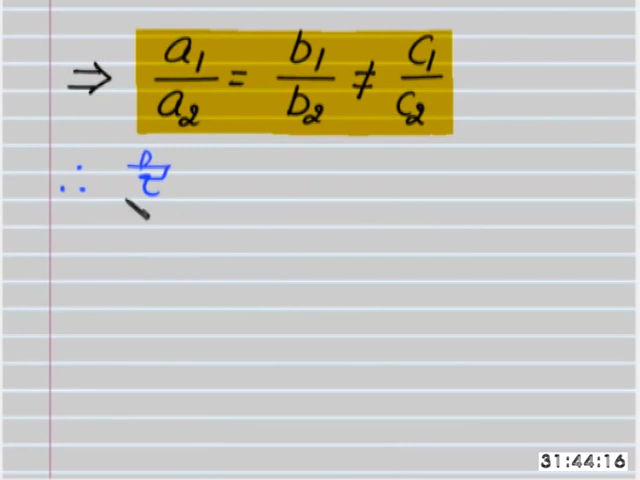 ⇒ a₁/a₂ = b₁/b₂ ≠ c₁/c₂
∴
31:44:16